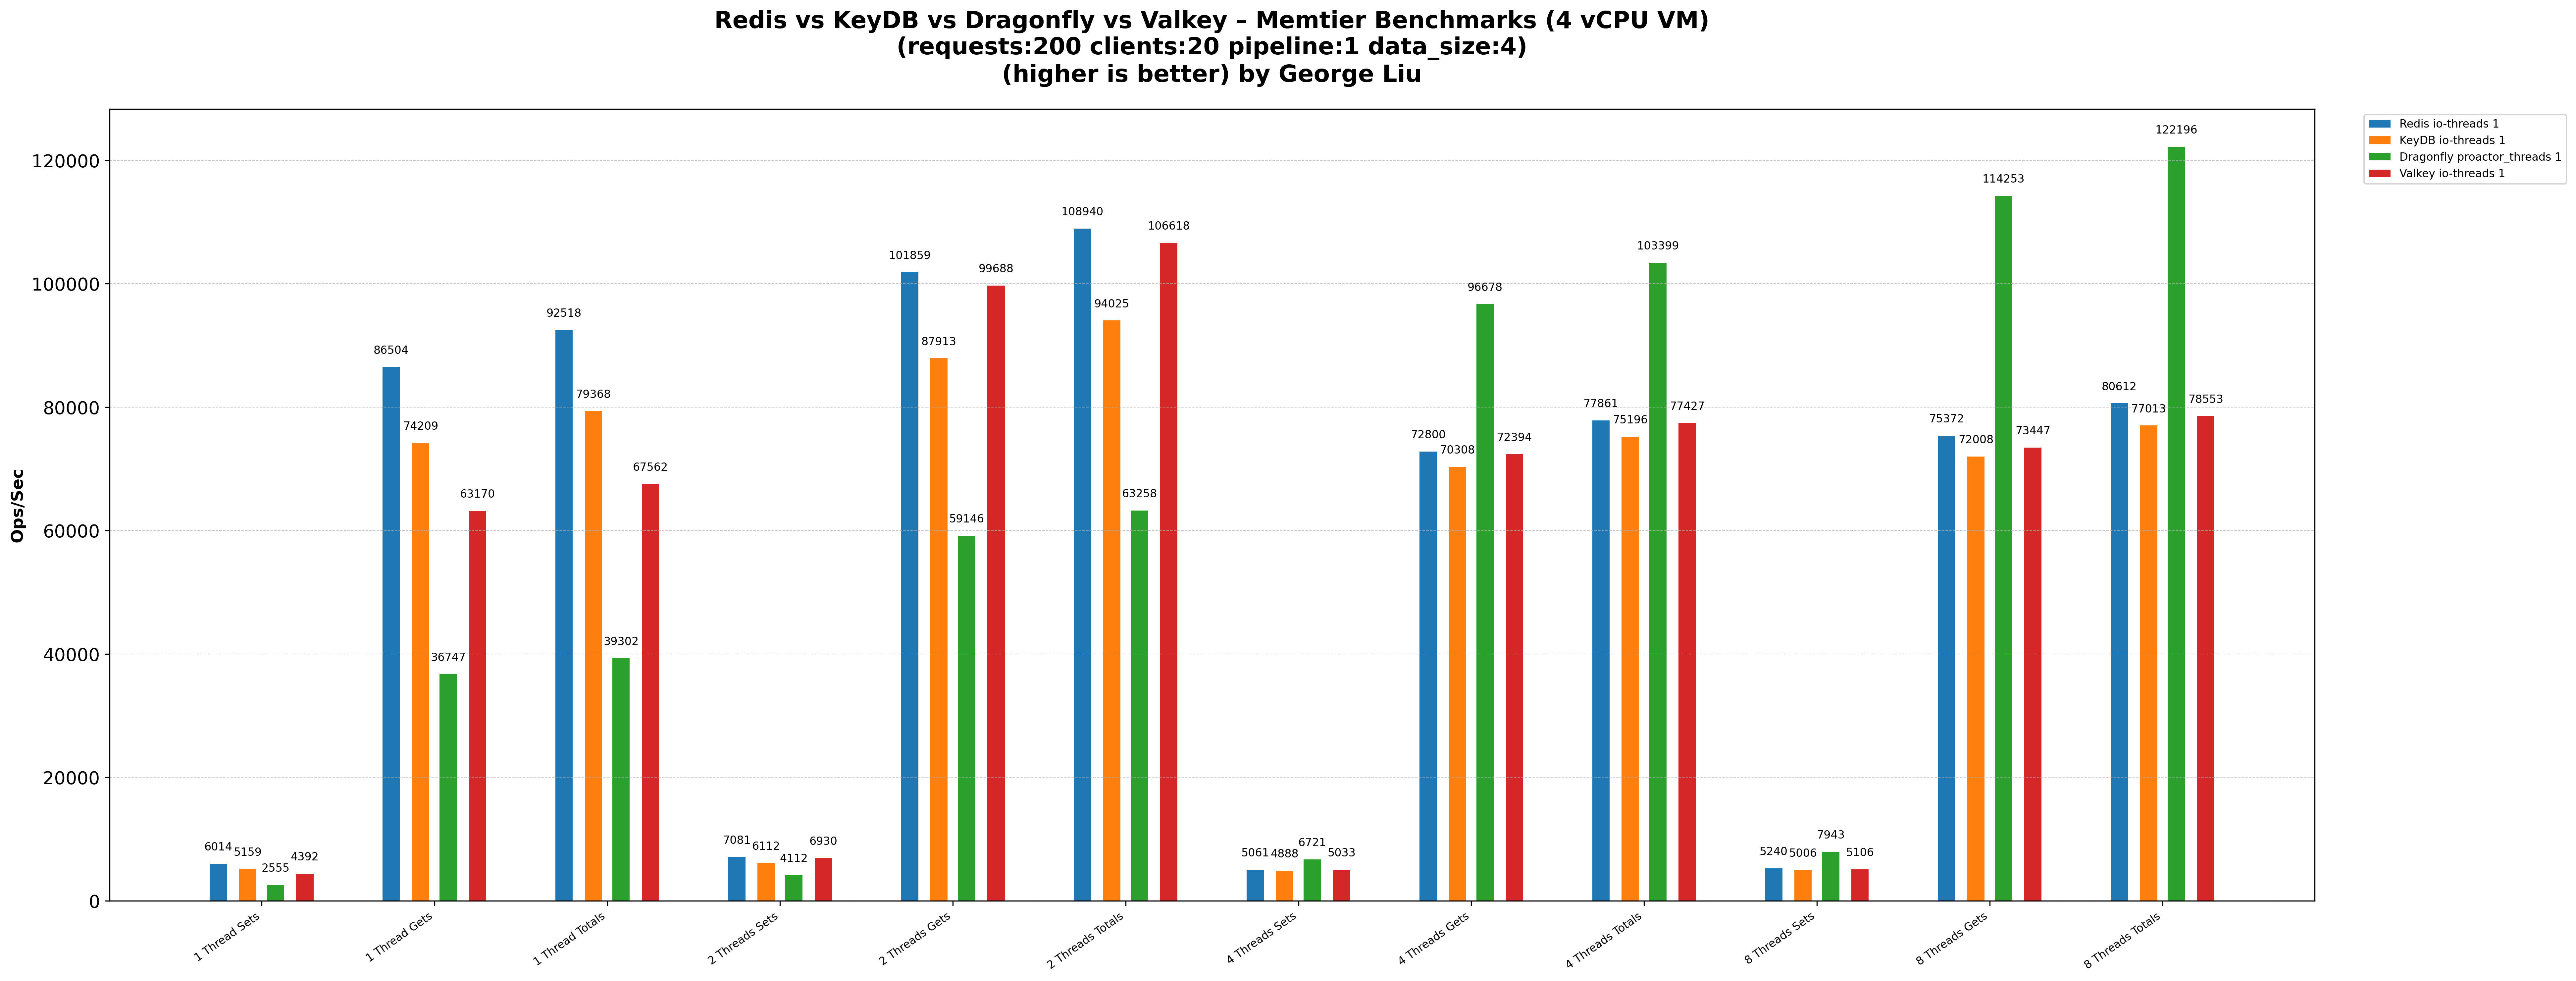 Redis vs KeyDB vs Dragonfly vs Valkey – Memtier Benchmarks (4 vCPU VM)
(requests:200 clients:20 pipeline:1 data_size:4)
(higher is better) by George Liu
Redis io-threads 1
KeyDB io-threads 1
Dragonfly proactor_threads 1
Valkey io-threads 1
Ops/Sec
120000
100000
80000
60000
40000
20000
0
6014
5159
2555
4392
86504
74209
36747
63170
92518
79368
39302
67562
7081
6112
4112
6930
101859
87913
59146
99688
108940
94025
63258
106618
5061
4888
6721
5033
72800
70308
96678
72394
77861
75196
103399
77427
5240
5006
7943
5106
75372
72008
114253
73447
80612
77013
122196
78553
1 Thread Sets
1 Thread Gets
1 Thread Totals
2 Threads Sets
2 Threads Gets
2 Threads Totals
4 Threads Sets
4 Threads Gets
4 Threads Totals
8 Threads Sets
8 Threads Gets
8 Threads Totals